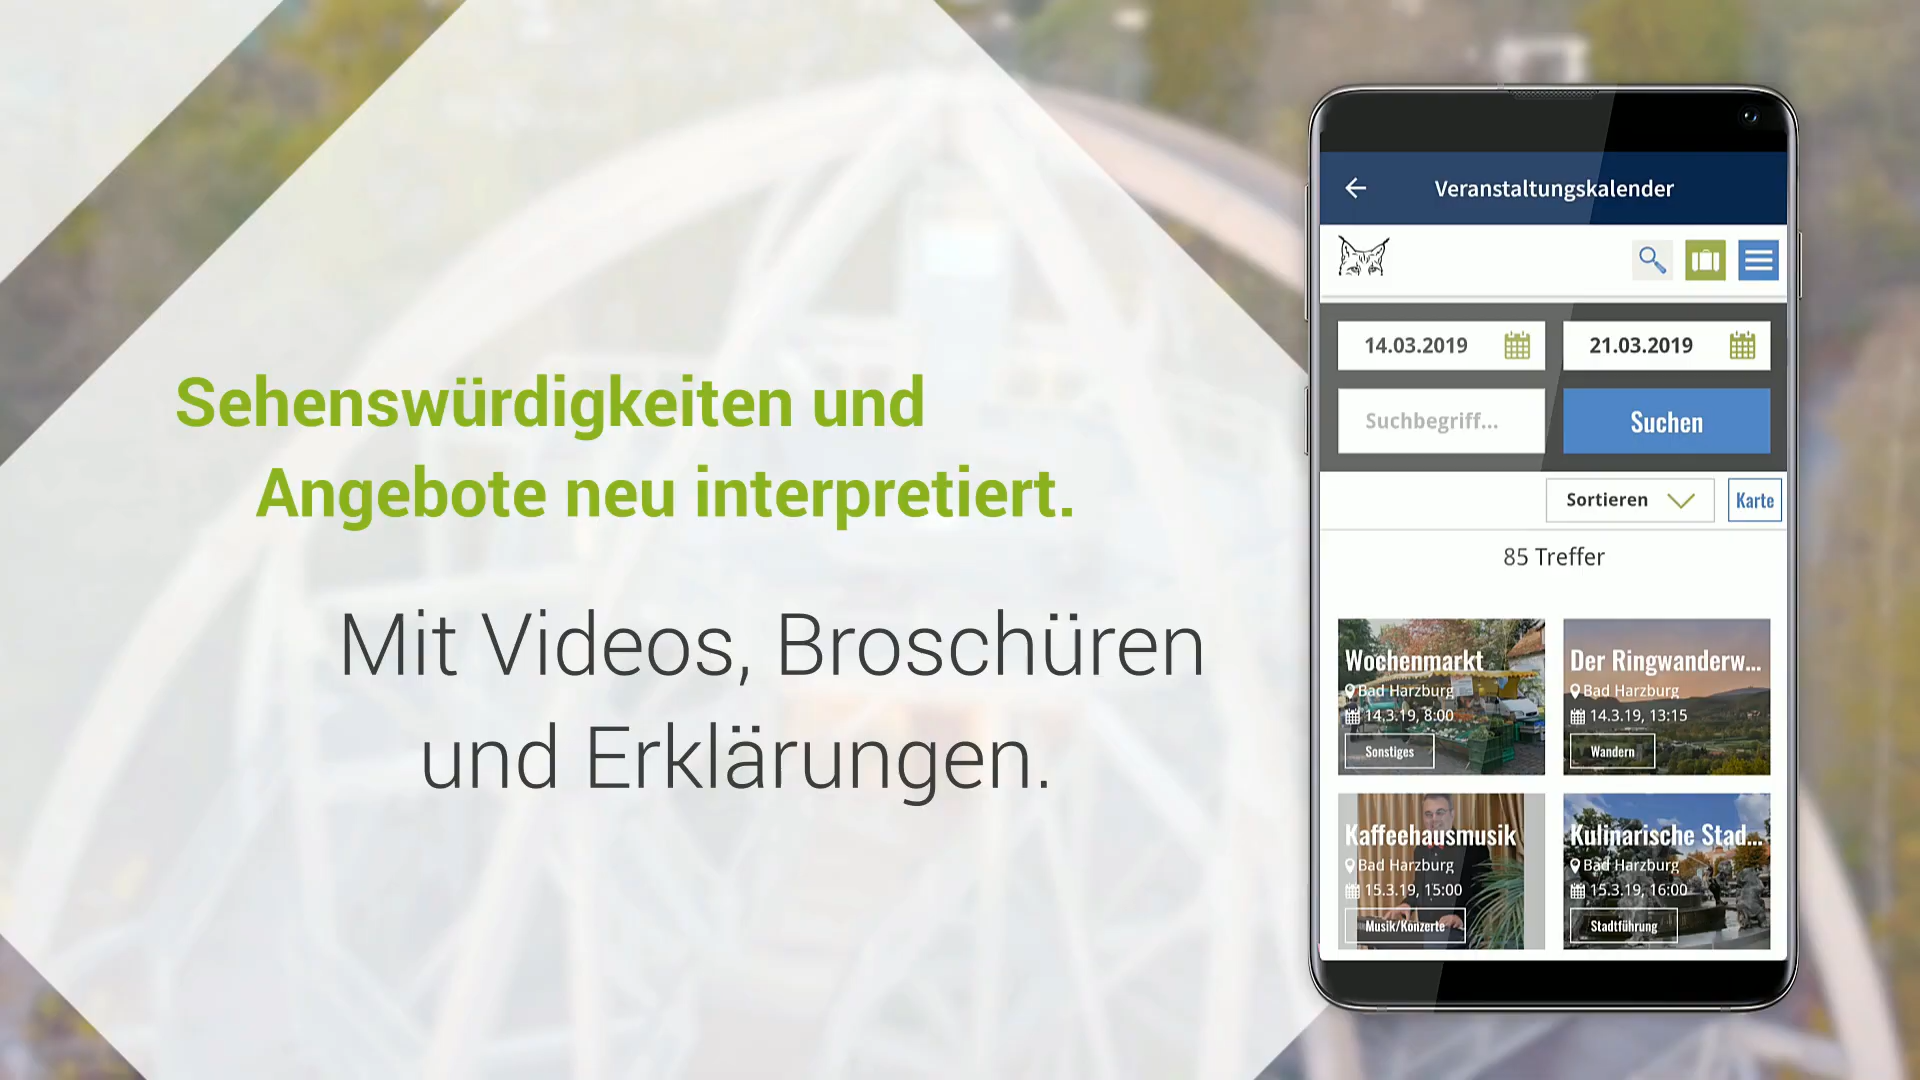 Sehenswürdigkeiten und
Angebote neu interpretiert.
Mit Videos, Broschüren
und Erklärungen.
Veranstaltungskalender
14.03.2019
21.03.2019
Suchbegriff...
Suchen
Sortieren
Karte
85 Treffer
Wochenmarkt
Bad Harzburg
14.3.19, 8:00
Sonstiges
Der Ringwanderw...
Bad Harzburg
14.3.19, 13:15
Wandern
Kaffeehausmusik
Bad Harzburg
15.3.19, 15:00
Musik/Konzerte
Kulinarische Stad...
Bad Harzburg
15.3.19, 16:00
Stadtführung